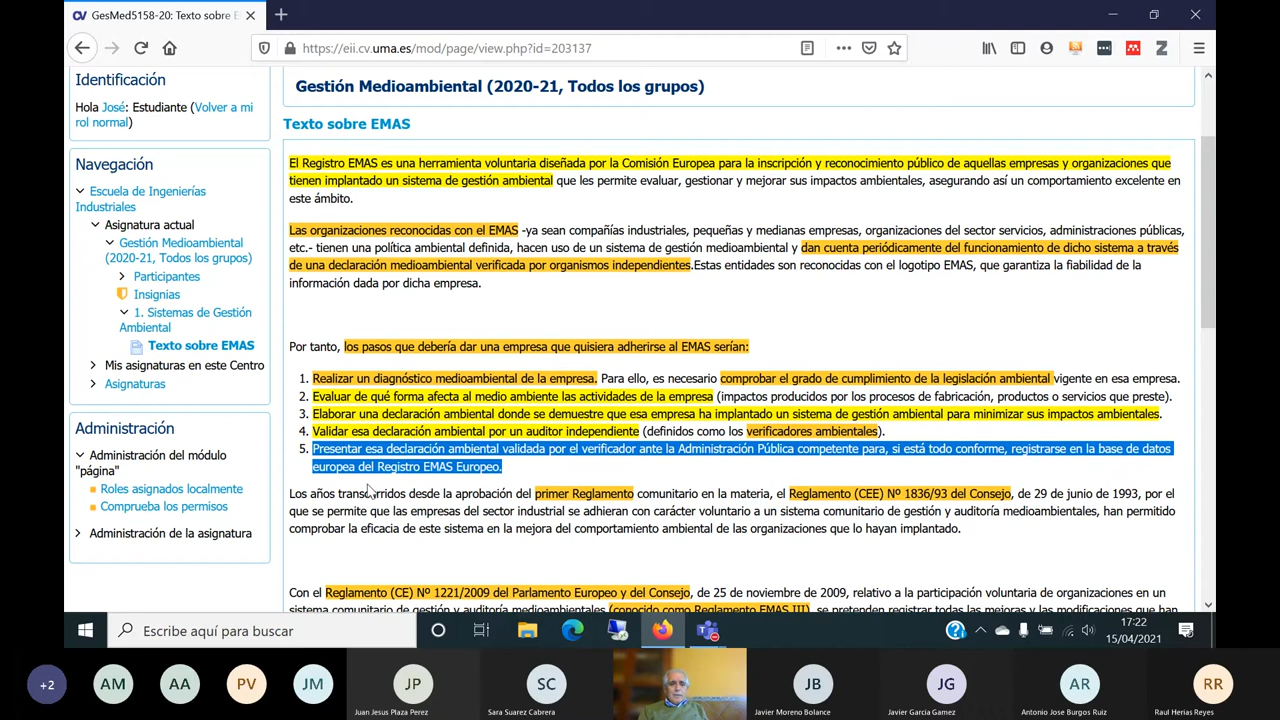 GesMed5158-20: Texto sobre E
https://eii.cv.uma.es/mod/page/view.php?id=203137
Identificación
Hola José: Estudiante (Volver a mi
rol normal)
Navegación
Escuela de Ingenierías
Industriales
Asignatura actual
Gestión Medioambiental
(2020-21, Todos los grupos)
Participantes
Insignias
1. Sistemas de Gestión
Ambiental
Texto sobre EMAS
Mis asignaturas en este Centro
Asignaturas
Administración
Administración del módulo
"página"
Roles asignados localmente
Comprueba los permisos
Administración de la asignatura
Gestión Medioambiental (2020-21, Todos los grupos)
Texto sobre EMAS
El Registro EMAS es una herramienta voluntaria diseñada por la Comisión Europea para la inscripción y reconocimiento público de aquellas empresas y organizaciones que
tienen implantado un sistema de gestión ambiental que les permite evaluar, gestionar y mejorar sus impactos ambientales, asegurando así un comportamiento excelente en
este ámbito.
Las organizaciones reconocidas con el EMAS -ya sean compañías industriales, pequeñas y medianas empresas, organizaciones del sector servicios, administraciones públicas,
etc.- tienen una política ambiental definida, hacen uso de un sistema de gestión medioambiental y dan cuenta periódicamente del funcionamiento de dicho sistema a través
de una declaración medioambiental verificada por organismos independientes.Estas entidades son reconocidas con el logotipo EMAS, que garantiza la fiabilidad de la
información dada por dicha empresa.
Por tanto, los pasos que debería dar una empresa que quisiera adherirse al EMAS serían:
1. Realizar un diagnóstico medioambiental de la empresa. Para ello, es necesario comprobar el grado de cumplimiento de la legislación ambiental vigente en esa empresa.
2. Evaluar de qué forma afecta al medio ambiente las actividades de la empresa (impactos producidos por los procesos de fabricación, productos o servicios que preste).
3. Elaborar una declaración ambiental donde se demuestre que esa empresa ha implantado un sistema de gestión ambiental para minimizar sus impactos ambientales.
4. Validar esa declaración ambiental por un auditor independiente (definidos como los verificadores ambientales).
5. Presentar esa declaración ambiental validada por el verificador ante la Administración Pública competente para, si está todo conforme, registrarse en la base de datos
europea del Registro EMAS Europeo.
Los años transcurridos desde la aprobación del primer Reglamento comunitario en la materia, el Reglamento (CEE) Nº 1836/93 del Consejo, de 29 de junio de 1993, por el
que se permite que las empresas del sector industrial se adhieran con carácter voluntario a un sistema comunitario de gestión y auditoría medioambientales, han permitido
comprobar la eficacia de este sistema en la mejora del comportamiento ambiental de las organizaciones que lo hayan implantado.
Con el Reglamento (CE) Nº 1221/2009 del Parlamento Europeo y del Consejo, de 25 de noviembre de 2009, relativo a la participación voluntaria de organizaciones en un
sistema comunitario de gestión y auditoría medioambientales (conocido como Reglamento EMAS III), se pretenden registrar todas las mejoras y las modificaciones que han
Escribe aquí para buscar
17:22
15/04/2021
+2
AM
AA
PV
JM
JP
SC
JB
JG
AR
RR
Juan Jesus Plaza Perez
Sara Suarez Cabrera
Javier Moreno Bolance
Javier Garcia Gamez
Antonio Jose Burgos Ruiz
Raul Herias Reyes